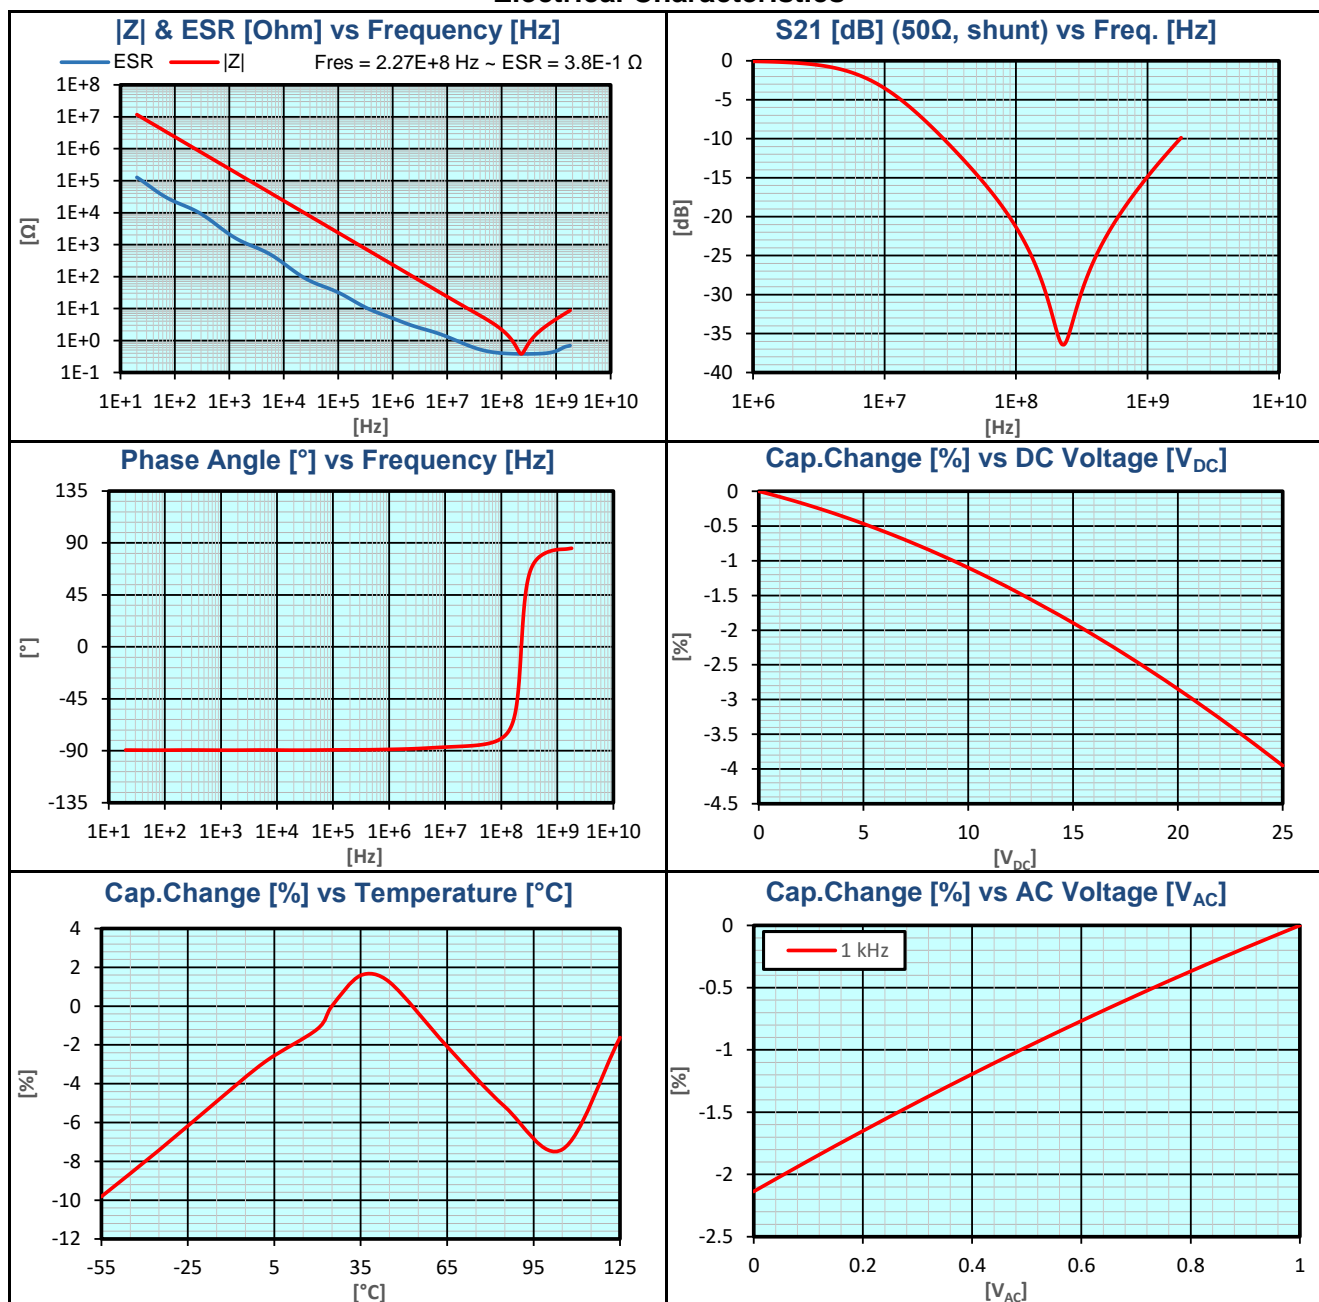 |Z| & ESR [Ohm] vs Frequency [Hz]
ESR |Z| Fres = 2.27E+8 Hz ~ ESR = 3.8E-1 Ω
1E+8
1E+7
1E+6
1E+5
1E+4
1E+3
1E+2
1E+1
1E+0
1E-1
[Ω]
1E+1 1E+2 1E+3 1E+4 1E+5 1E+6 1E+7 1E+8 1E+9 1E+10
[Hz]
S21 [dB] (50Ω, shunt) vs Freq. [Hz]
0
-5
-10
-15
-20
-25
-30
-35
-40
[dB]
1E+6 1E+7 1E+8 1E+9 1E+10
[Hz]
Phase Angle [°] vs Frequency [Hz]
135
90
45
0
-45
-90
-135
[°]
1E+1 1E+2 1E+3 1E+4 1E+5 1E+6 1E+7 1E+8 1E+9 1E+10
[Hz]
Cap.Change [%] vs DC Voltage [VDC]
0
-0.5
-1
-1.5
-2
-2.5
-3
-3.5
-4
-4.5
[%]
0 5 10 15 20 25
[VDC]
Cap.Change [%] vs Temperature [°C]
4
2
0
-2
-4
-6
-8
-10
-12
[%]
-55 -25 5 35 65 95 125
[°C]
Cap.Change [%] vs AC Voltage [VAC]
1 kHz
0
-0.5
-1
-1.5
-2
-2.5
[%]
0 0.2 0.4 0.6 0.8 1
[VAC]